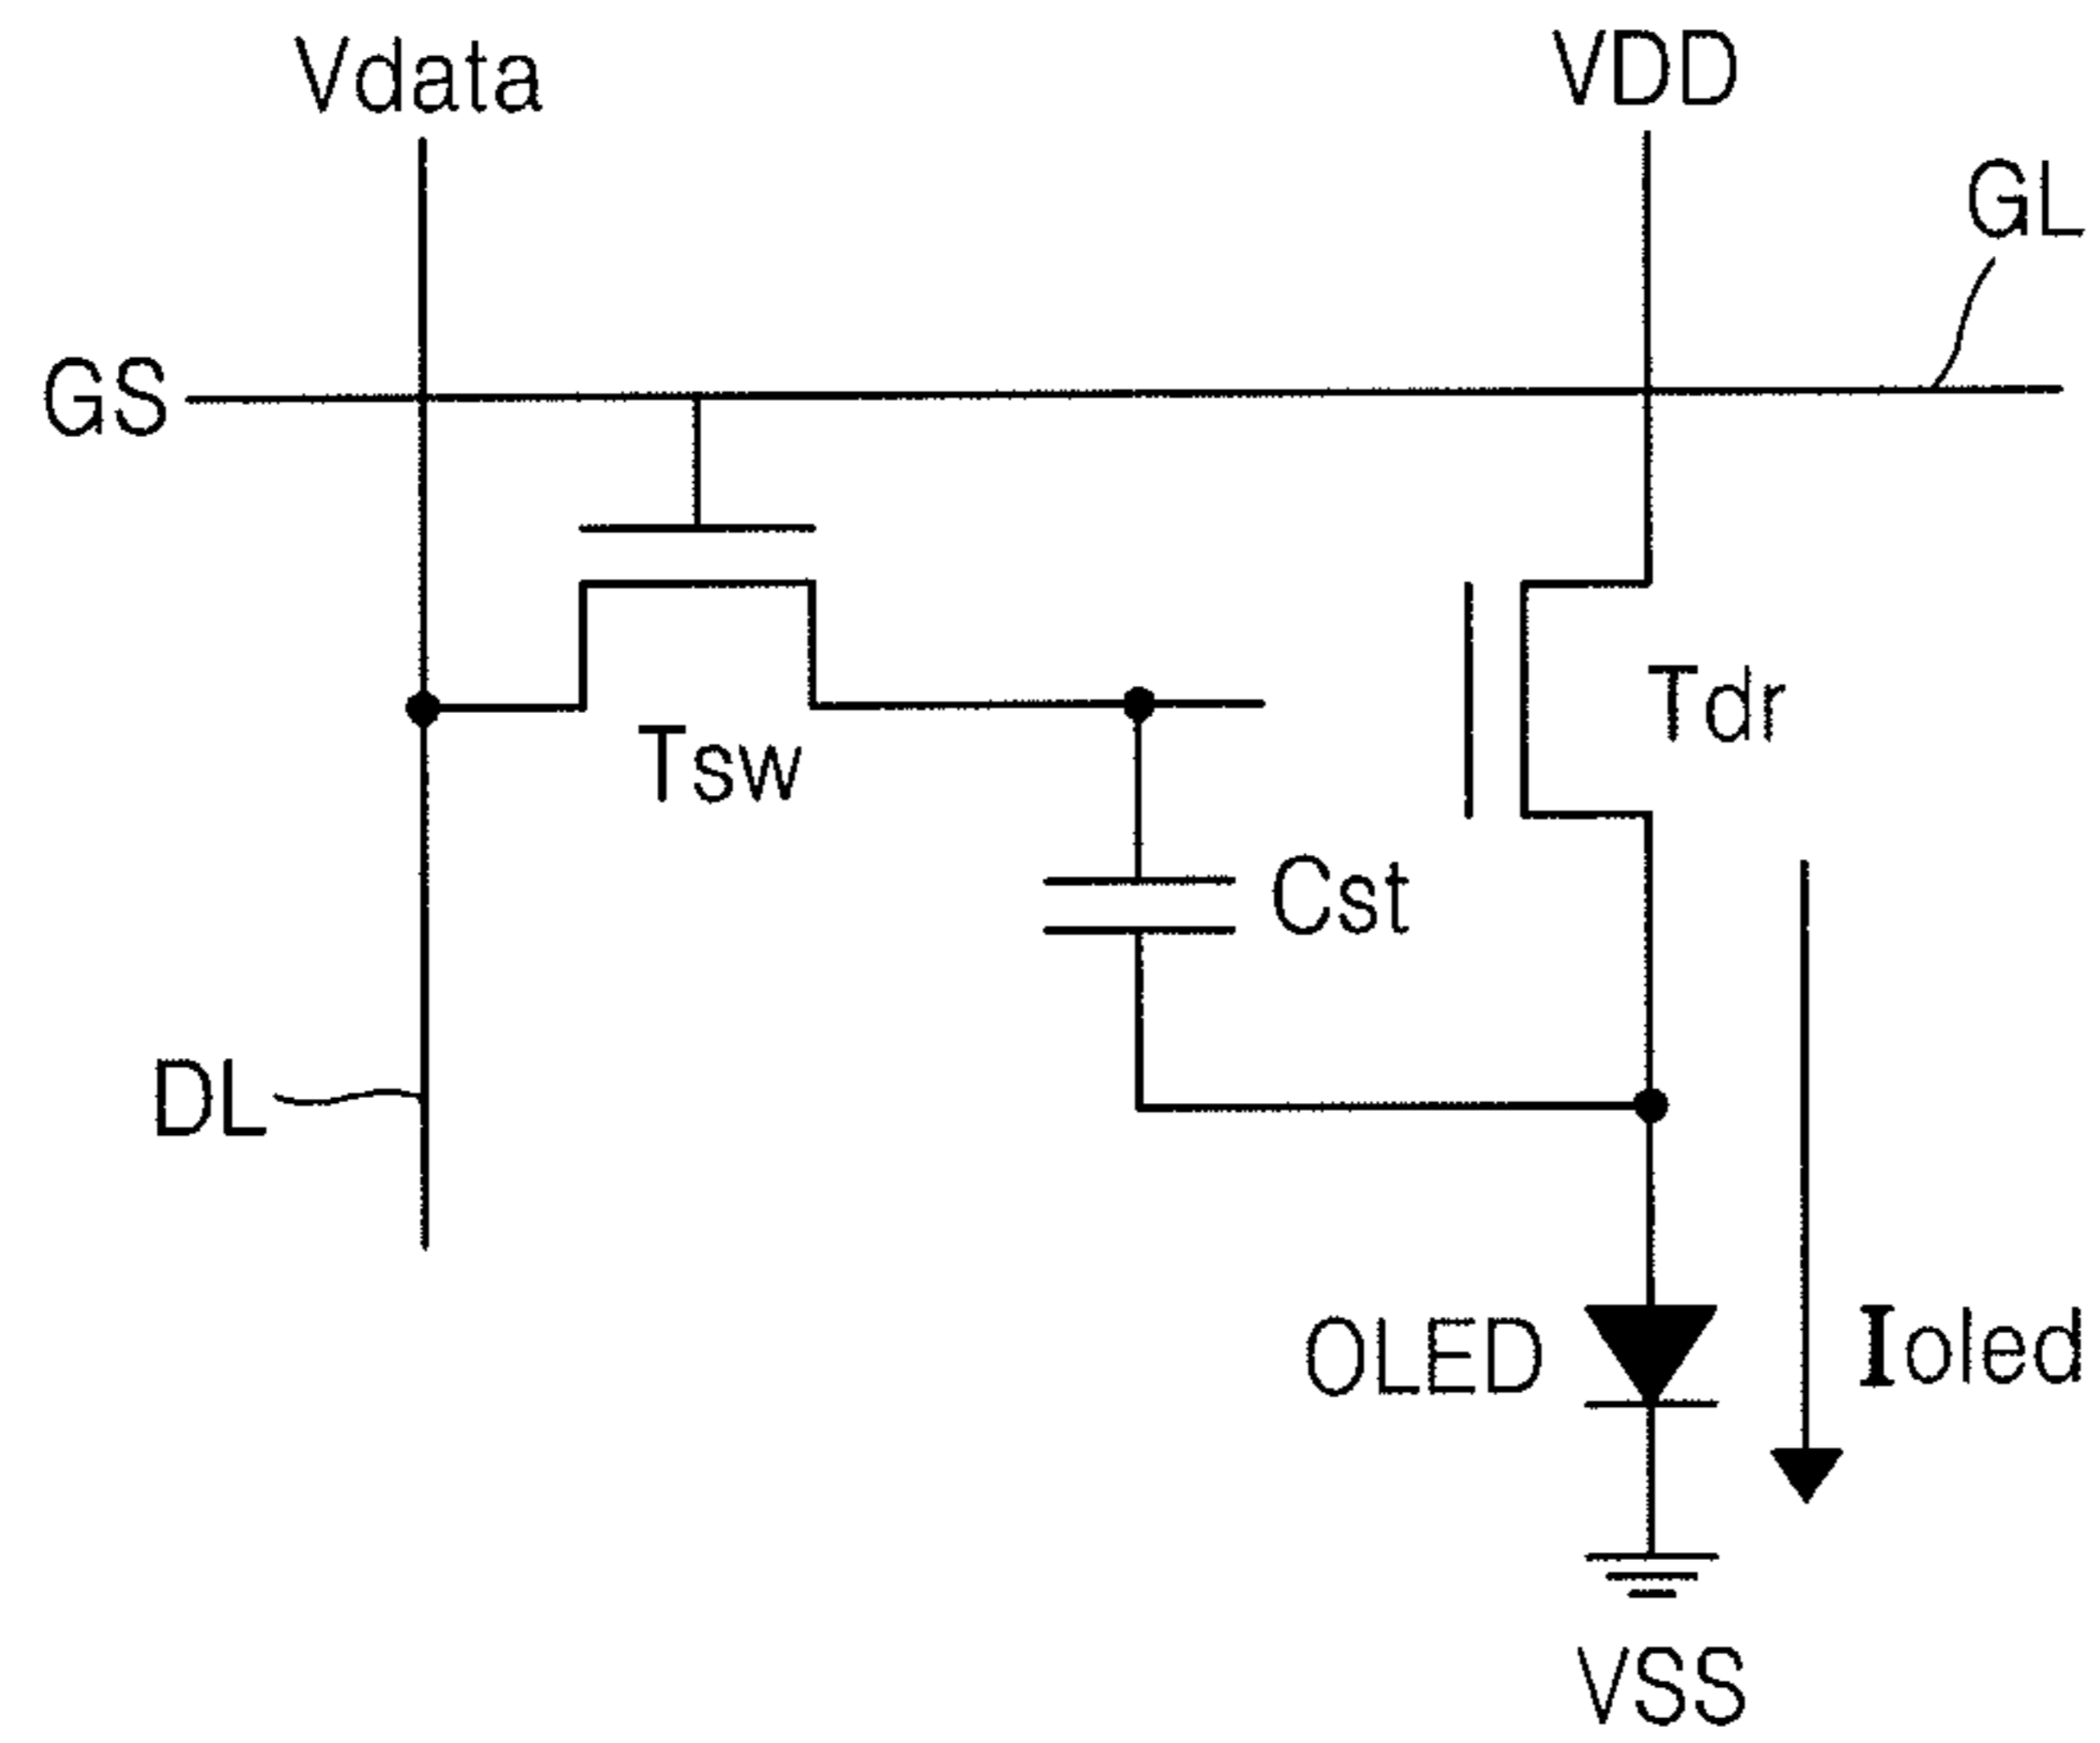 Vdata
VDD
GL
GS
Tdr
Tsw
Cst
DL
OLED
Ioled
VSS